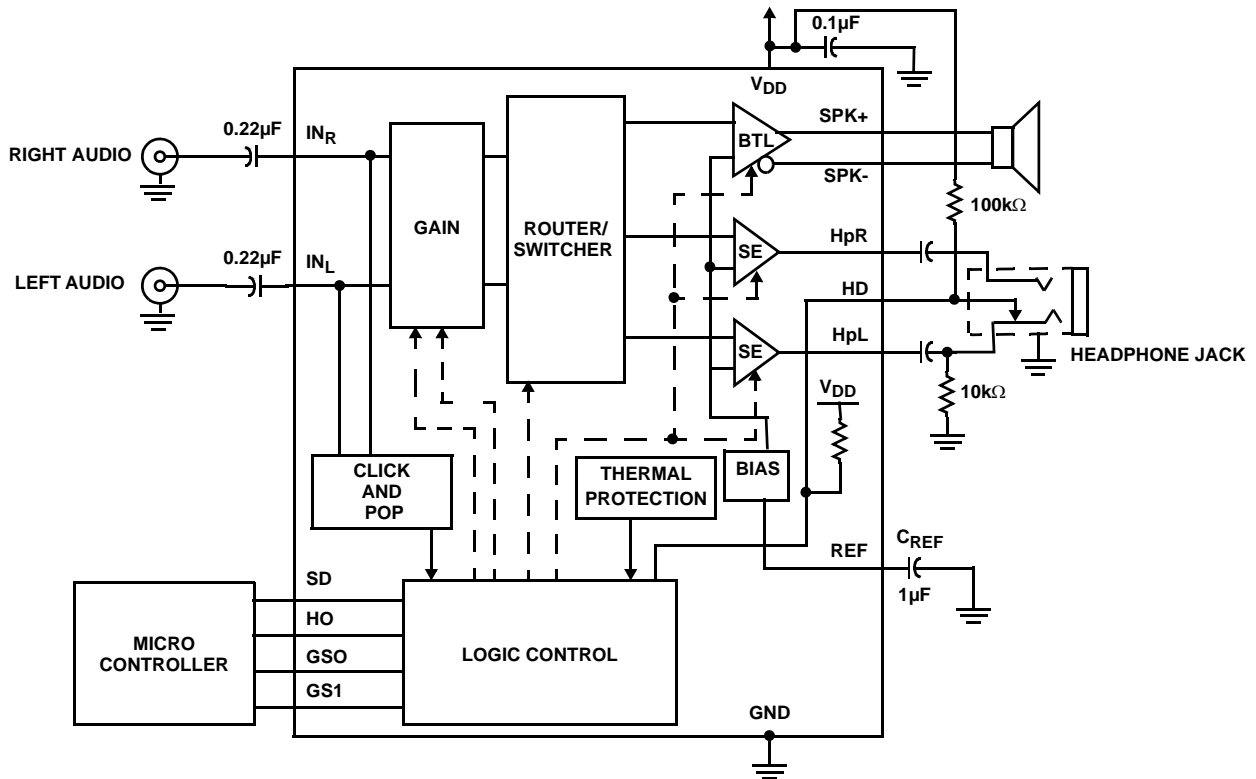 0.1µF
VDD
0.22µF
INR
SPK+
BTL
RIGHT AUDIO
SPK-
100kΩ
GAIN
ROUTER/
SWITCHER
HpR
SE
0.22µF
INL
LEFT AUDIO
HD
HpL
SE
HEADPHONE JACK
VDD
10kΩ
CLICK
AND
POP
THERMAL
PROTECTION
BIAS
REF
CREF
1µF
SD
HO
MICRO
CONTROLLER
GSO
GS1
LOGIC CONTROL
GND